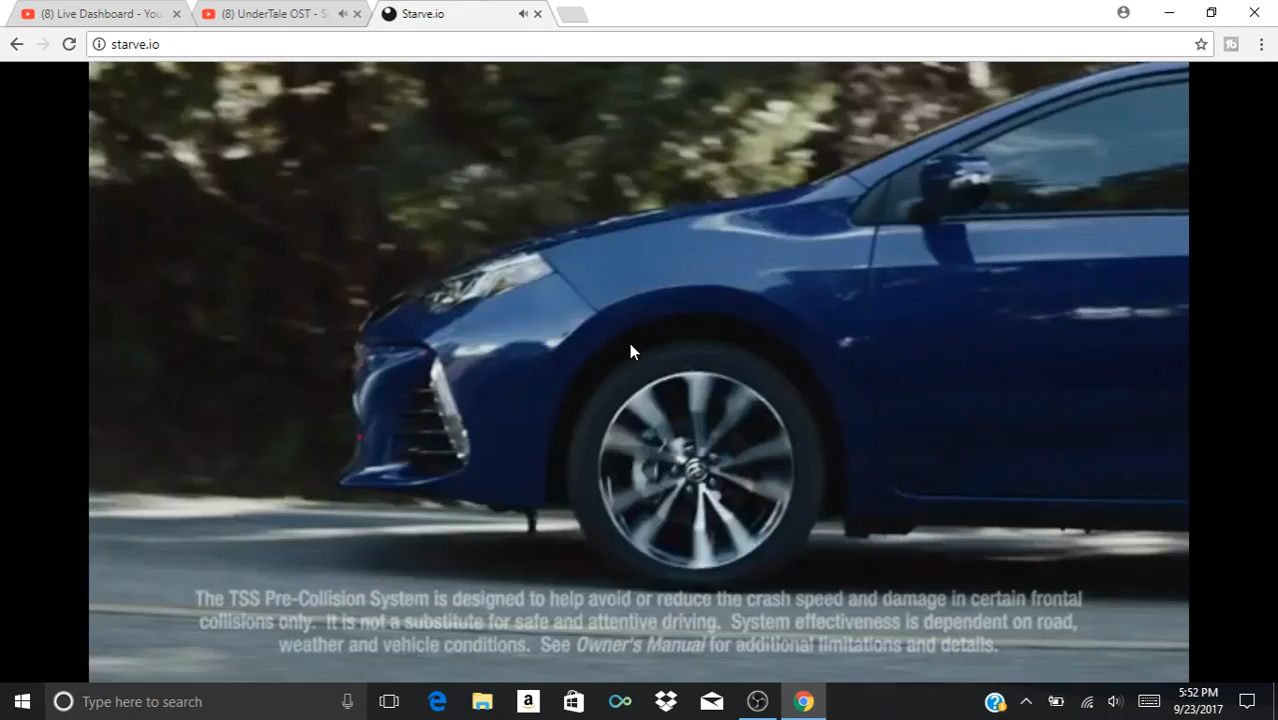 (8) Live Dashboard - You
(8) UnderTale OST - S
Starve.io
starve.io
The TSS Pre-Collision System is designed to help avoid or reduce the crash speed and damage in certain frontal
collisions only. It is not a substitute for safe and attentive driving. System effectiveness is dependent on road,
weather and vehicle conditions. See Owner's Manual for additional limitations and details.
Type here to search
5:52 PM
9/23/2017